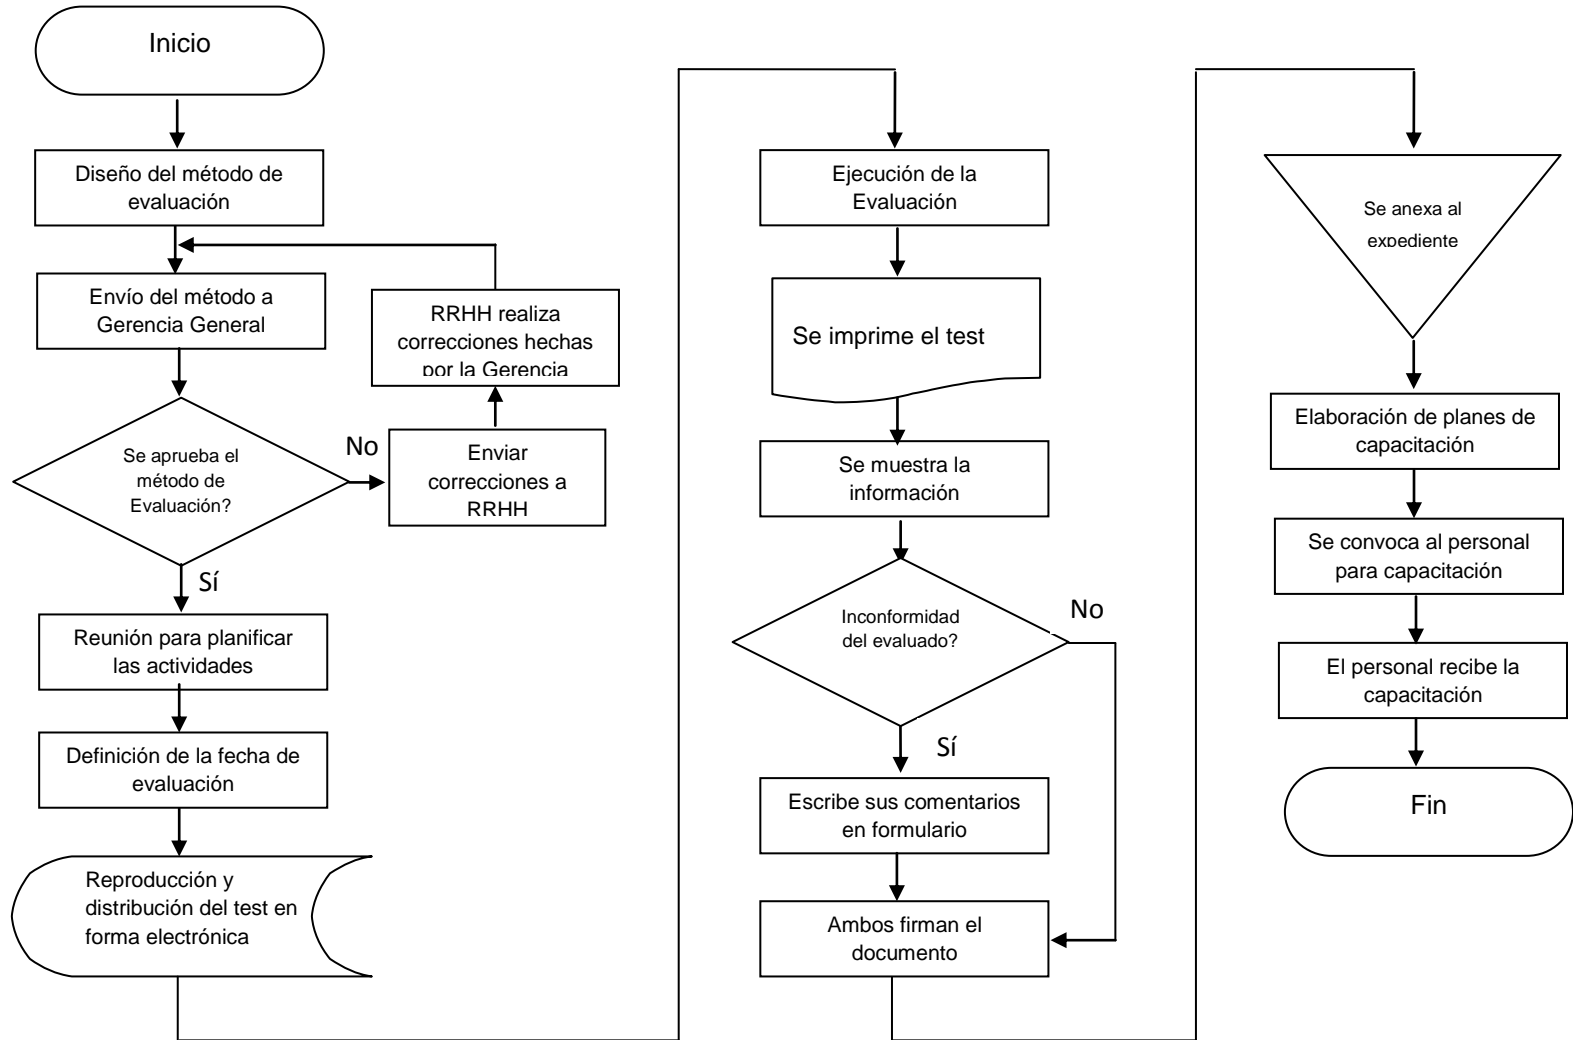 Inicio
Diseño del método de
evaluación
Envío del método a
Gerencia General
RRHH realiza
correcciones hechas
por la Gerencia
Se aprueba el
método de
Evaluación?
No
Enviar
correcciones a
RRHH
Sí
Reunión para planificar
las actividades
Definición de la fecha de
evaluación
Reproducción y
distribución del test en
forma electrónica
Ejecución de la
Evaluación
Se imprime el test
Se muestra la
información
Inconformidad
del evaluado?
No
Sí
Escribe sus comentarios
en formulario
Ambos firman el
documento
Se anexa al
expediente
Elaboración de planes de
capacitación
Se convoca al personal
para capacitación
El personal recibe la
capacitación
Fin